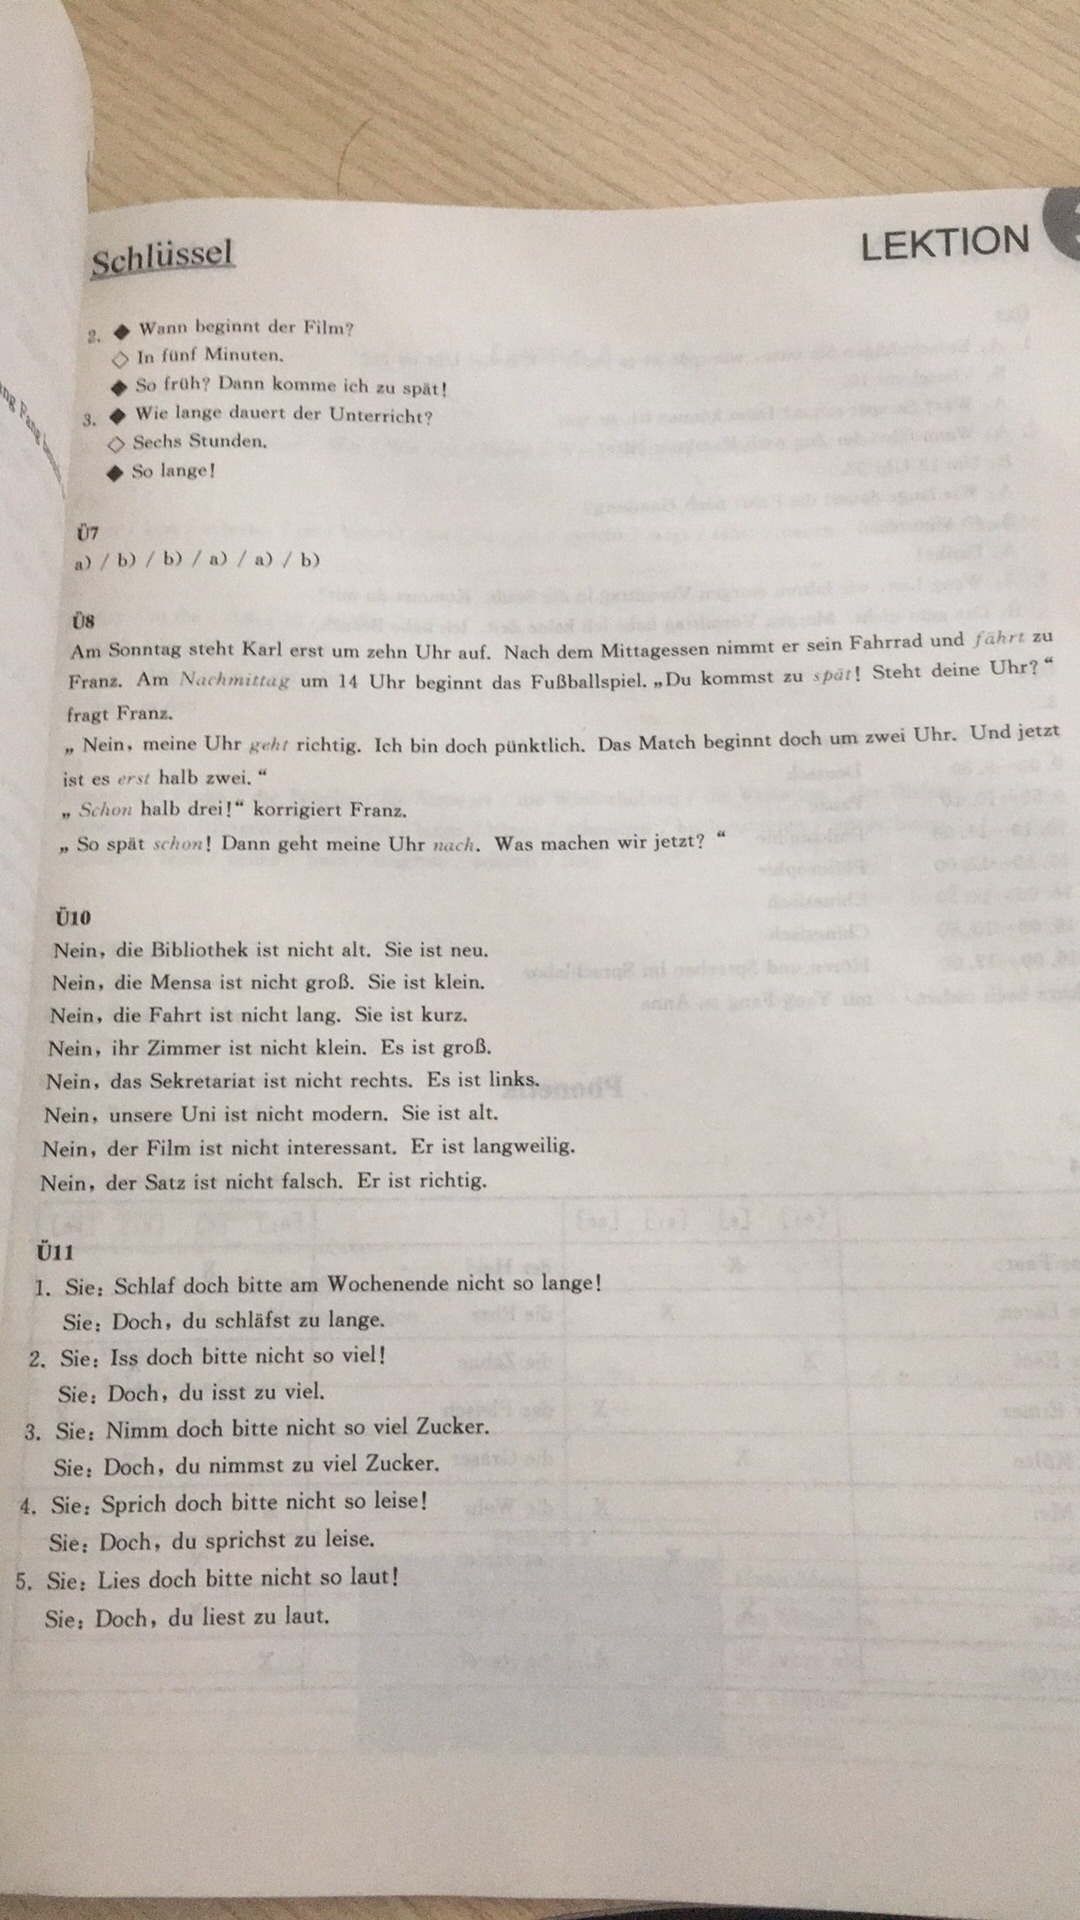 Schlüssel
LEKTION
2. ◆ Wann beginnt der Film?
◇ In fünf Minuten.
◆ So früh? Dann komme ich zu spät!
3. ◆ Wie lange dauert der Unterricht?
◇ Sechs Stunden.
◆ So lange!
Ü7
a) / b) / b) / a) / a) / b)
Ü8
Am Sonntag steht Karl erst um zehn Uhr auf. Nach dem Mittagessen nimmt er sein Fahrrad und fährt zu
Franz. Am Nachmittag um 14 Uhr beginnt das Fußballspiel. „Du kommst zu spät! Steht deine Uhr?“
fragt Franz.
„Nein, meine Uhr geht richtig. Ich bin doch pünktlich. Das Match beginnt doch um zwei Uhr. Und jetzt
ist es erst halb zwei.“
„Schon halb drei!“ korrigiert Franz.
„So spät schon! Dann geht meine Uhr nach. Was machen wir jetzt?“
Ü10
Nein, die Bibliothek ist nicht alt. Sie ist neu.
Nein, die Mensa ist nicht groß. Sie ist klein.
Nein, die Fahrt ist nicht lang. Sie ist kurz.
Nein, ihr Zimmer ist nicht klein. Es ist groß.
Nein, das Sekretariat ist nicht rechts. Es ist links.
Nein, unsere Uni ist nicht modern. Sie ist alt.
Nein, der Film ist nicht interessant. Er ist langweilig.
Nein, der Satz ist nicht falsch. Er ist richtig.
Ü11
1. Sie: Schlaf doch bitte am Wochenende nicht so lange!
Sie: Doch, du schläfst zu lange.
2. Sie: Iss doch bitte nicht so viel!
Sie: Doch, du isst zu viel.
3. Sie: Nimm doch bitte nicht so viel Zucker.
Sie: Doch, du nimmst zu viel Zucker.
4. Sie: Sprich doch bitte nicht so leise!
Sie: Doch, du sprichst zu leise.
5. Sie: Lies doch bitte nicht so laut!
Sie: Doch, du liest zu laut.